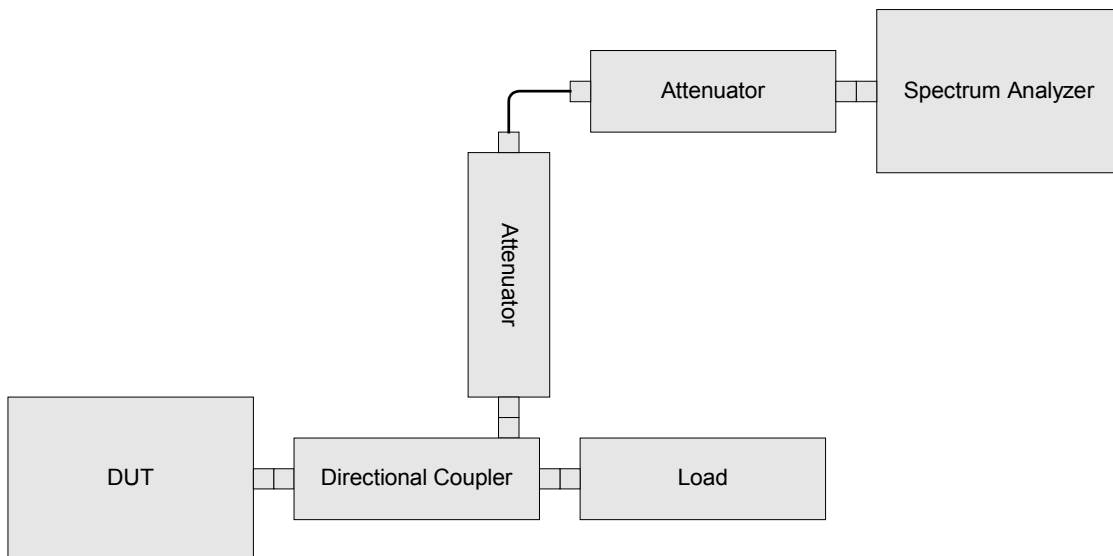 Attenuator
Spectrum Analyzer
Attenuator
DUT
Directional Coupler
Load